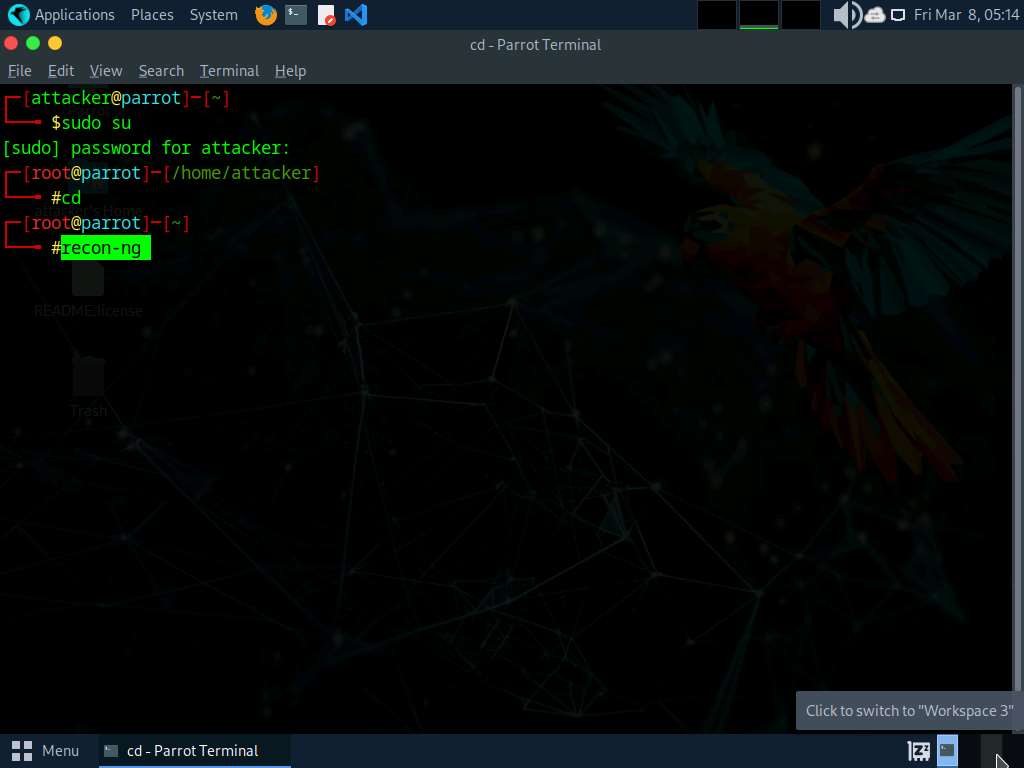 Applications Places System Fri Mar 8, 05:14
cd - Parrot Terminal
File Edit View Search Terminal Help
[attacker@parrot]-[~]
$sudo su
[sudo] password for attacker:
[root@parrot]-[/home/attacker]
#cd
attacker's Home
[root@parrot]-[~]
#recon-ng
README.license
Trash
Click to switch to "Workspace 3"
Menu cd - Parrot Terminal